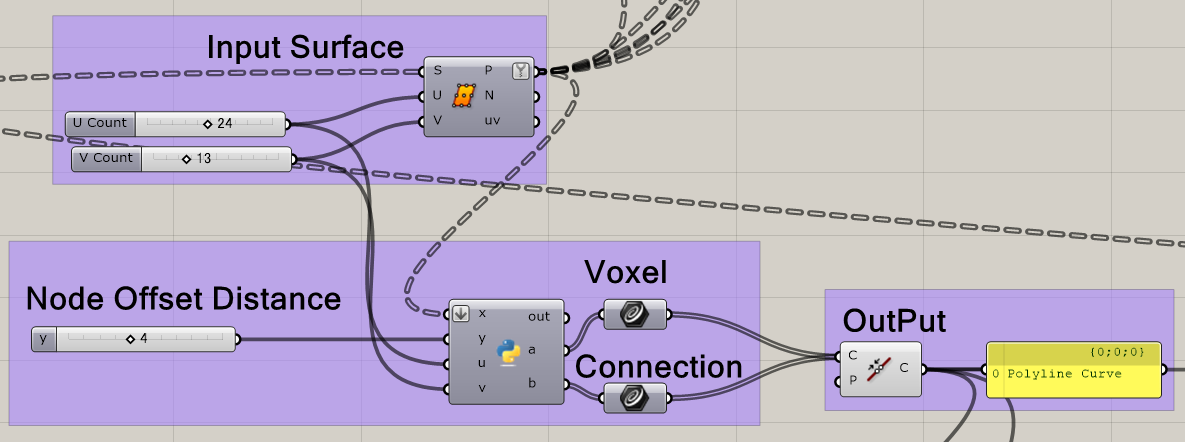 Input Surface
S P
U N
V uv
U Count 24
V Count 13
Node Offset Distance
y 4
x out
y
a
u
b
v
Voxel
Connection
OutPut
C
C
P
{0;0;0}
0 Polyline Curve